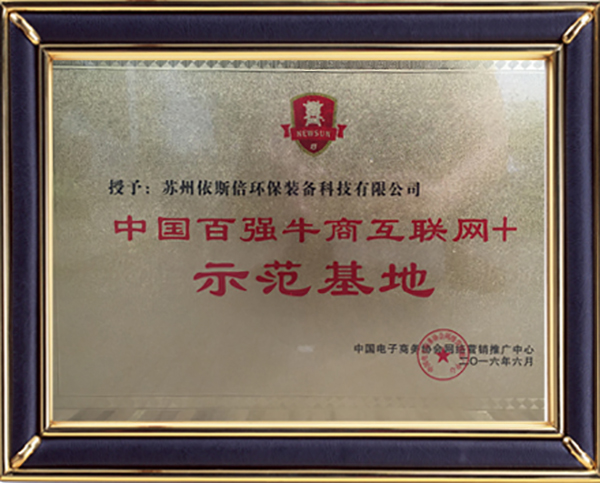 NEWSUN
授予：苏州依斯倍环保装备科技有限公司
中国百强牛商互联网+
示范基地
中国电子商务协会网络营销推广中心
二〇一六年六月